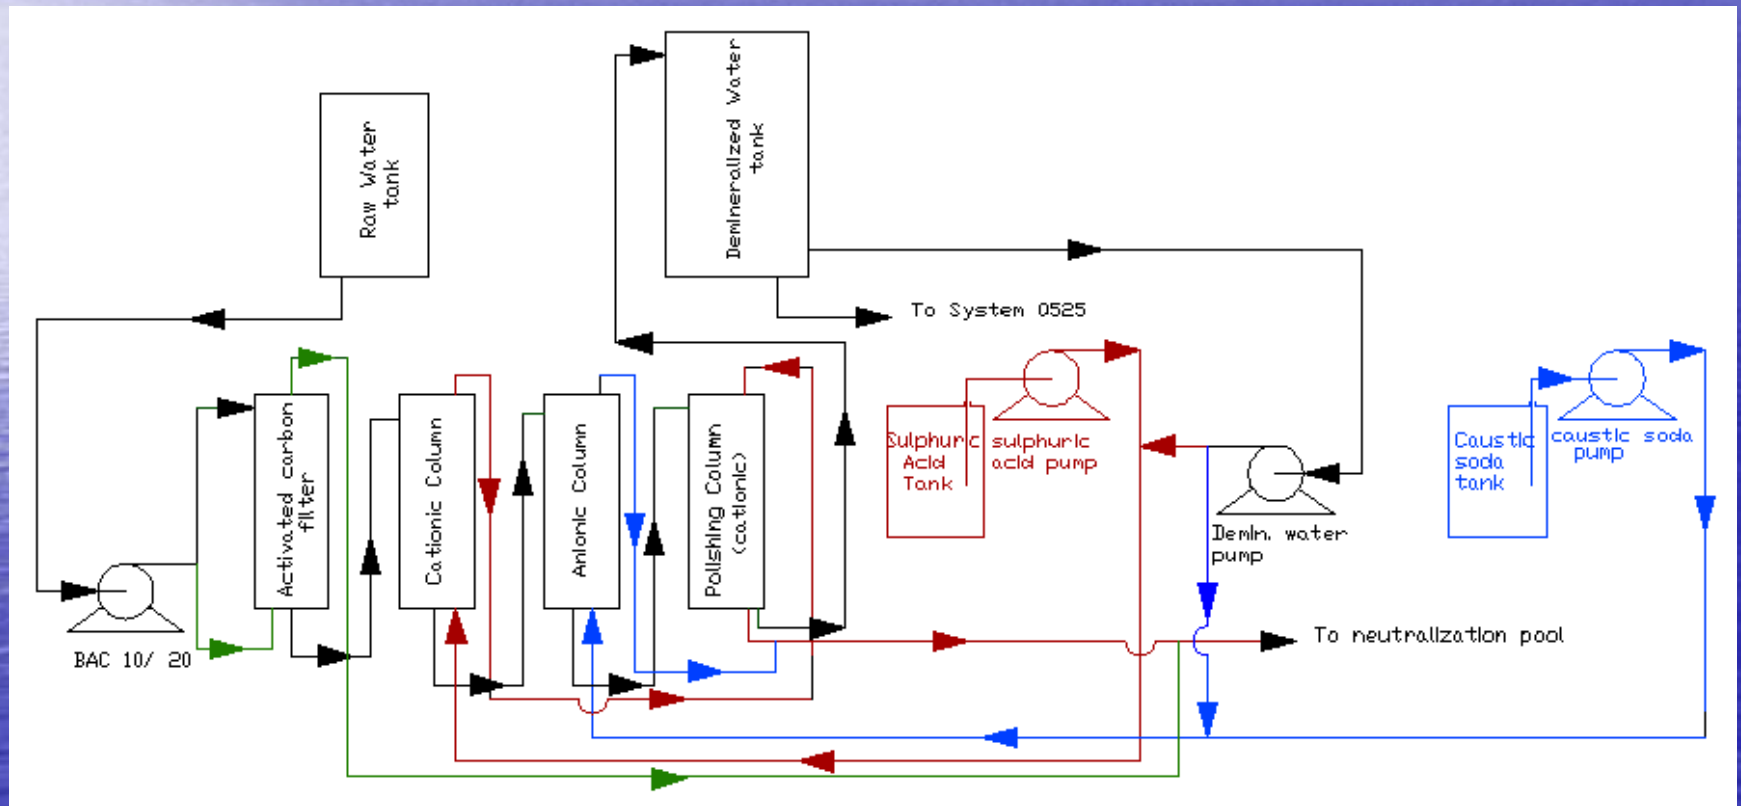 Raw Water
tank
Demineralized Water
tank
To System 0525
Activated carbon
filter
Cationic Column
Anionic Column
Polishing Column
(cationic)
Sulphuric
Acid
Tank
sulphuric
acid pump
Caustic
soda
tank
caustic soda
pump
Demin. water
pump
To neutralization pool
BAC 10/ 20